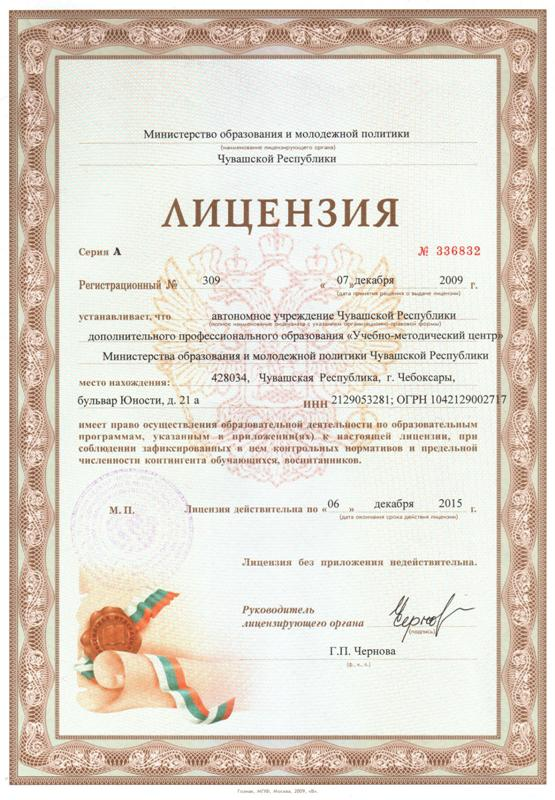 Министерство образования и молодежной политики
(наименование лицензирующего органа)
Чувашской Республики
ЛИЦЕНЗИЯ
Серия А № 336832
Регистрационный № 309 « 07 » декабря 2009 г.
(дата принятия решения о выдаче лицензии)
устанавливает, что автономное учреждение Чувашской Республики
(полное наименование лицензиата с указанием организационно-правовой формы)
дополнительного профессионального образования «Учебно-методический центр»
Министерства образования и молодежной политики Чувашской Республики
место нахождения: 428034, Чувашская Республика, г. Чебоксары,
бульвар Юности, д. 21 а ИНН 2129053281; ОГРН 1042129002717
имеет право осуществления образовательной деятельности по образовательным
программам, указанным в приложении(ях) к настоящей лицензии, при
соблюдении зафиксированных в нем контрольных нормативов и предельной
численности контингента обучающихся, воспитанников.
М. П. Лицензия действительна по « 06 » декабря 2015 г.
(дата окончания срока действия лицензии)
Лицензия без приложения недействительна.
Руководитель
лицензирующего органа
(подпись)
Г.П. Чернова
(ф., и., о.)
Гознак, МПФ, Москва, 2009, «В».